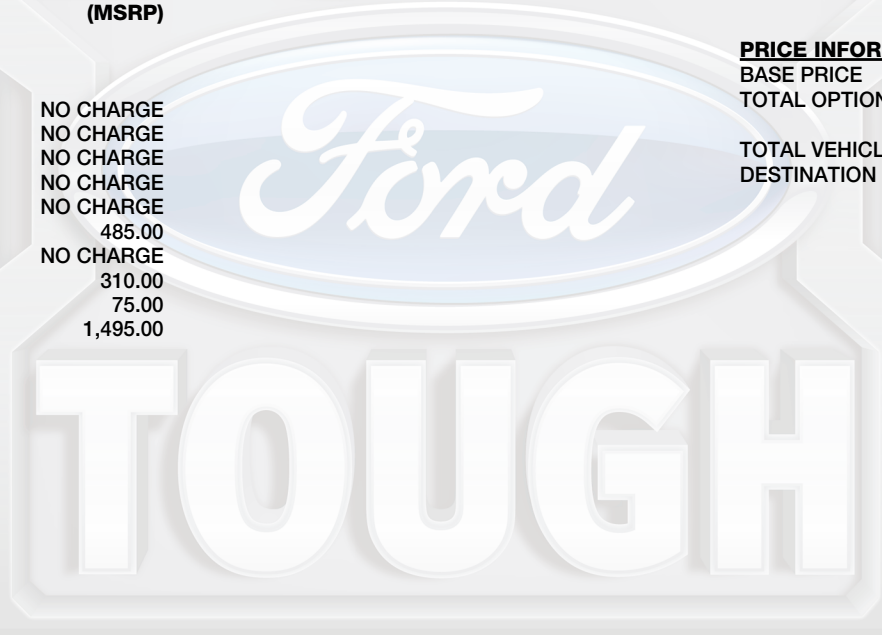 (MSRP)
NO CHARGE
NO CHARGE
NO CHARGE
NO CHARGE
NO CHARGE
485.00
NO CHARGE
310.00
75.00
1,495.00
PRICE INFOR
BASE PRICE
TOTAL OPTION
TOTAL VEHICL
DESTINATION
Ford
TOUGH